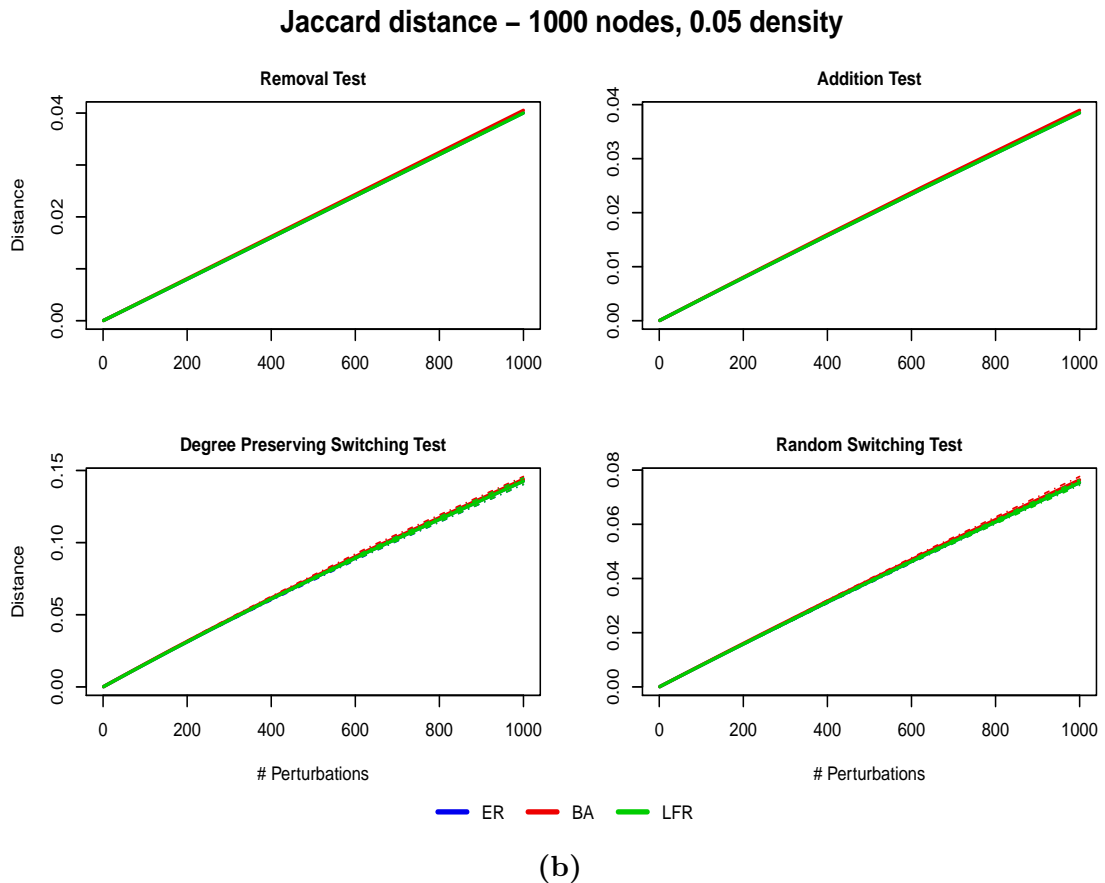 Jaccard distance – 1000 nodes, 0.05 density
Removal Test
Distance
0.00 0.02 0.04
0 200 400 600 800 1000
Addition Test
0.00 0.01 0.02 0.03 0.04
0 200 400 600 800 1000
Degree Preserving Switching Test
Distance
0.00 0.05 0.10 0.15
0 200 400 600 800 1000
# Perturbations
Random Switching Test
0.00 0.02 0.04 0.06 0.08
0 200 400 600 800 1000
# Perturbations
ER BA LFR
(b)